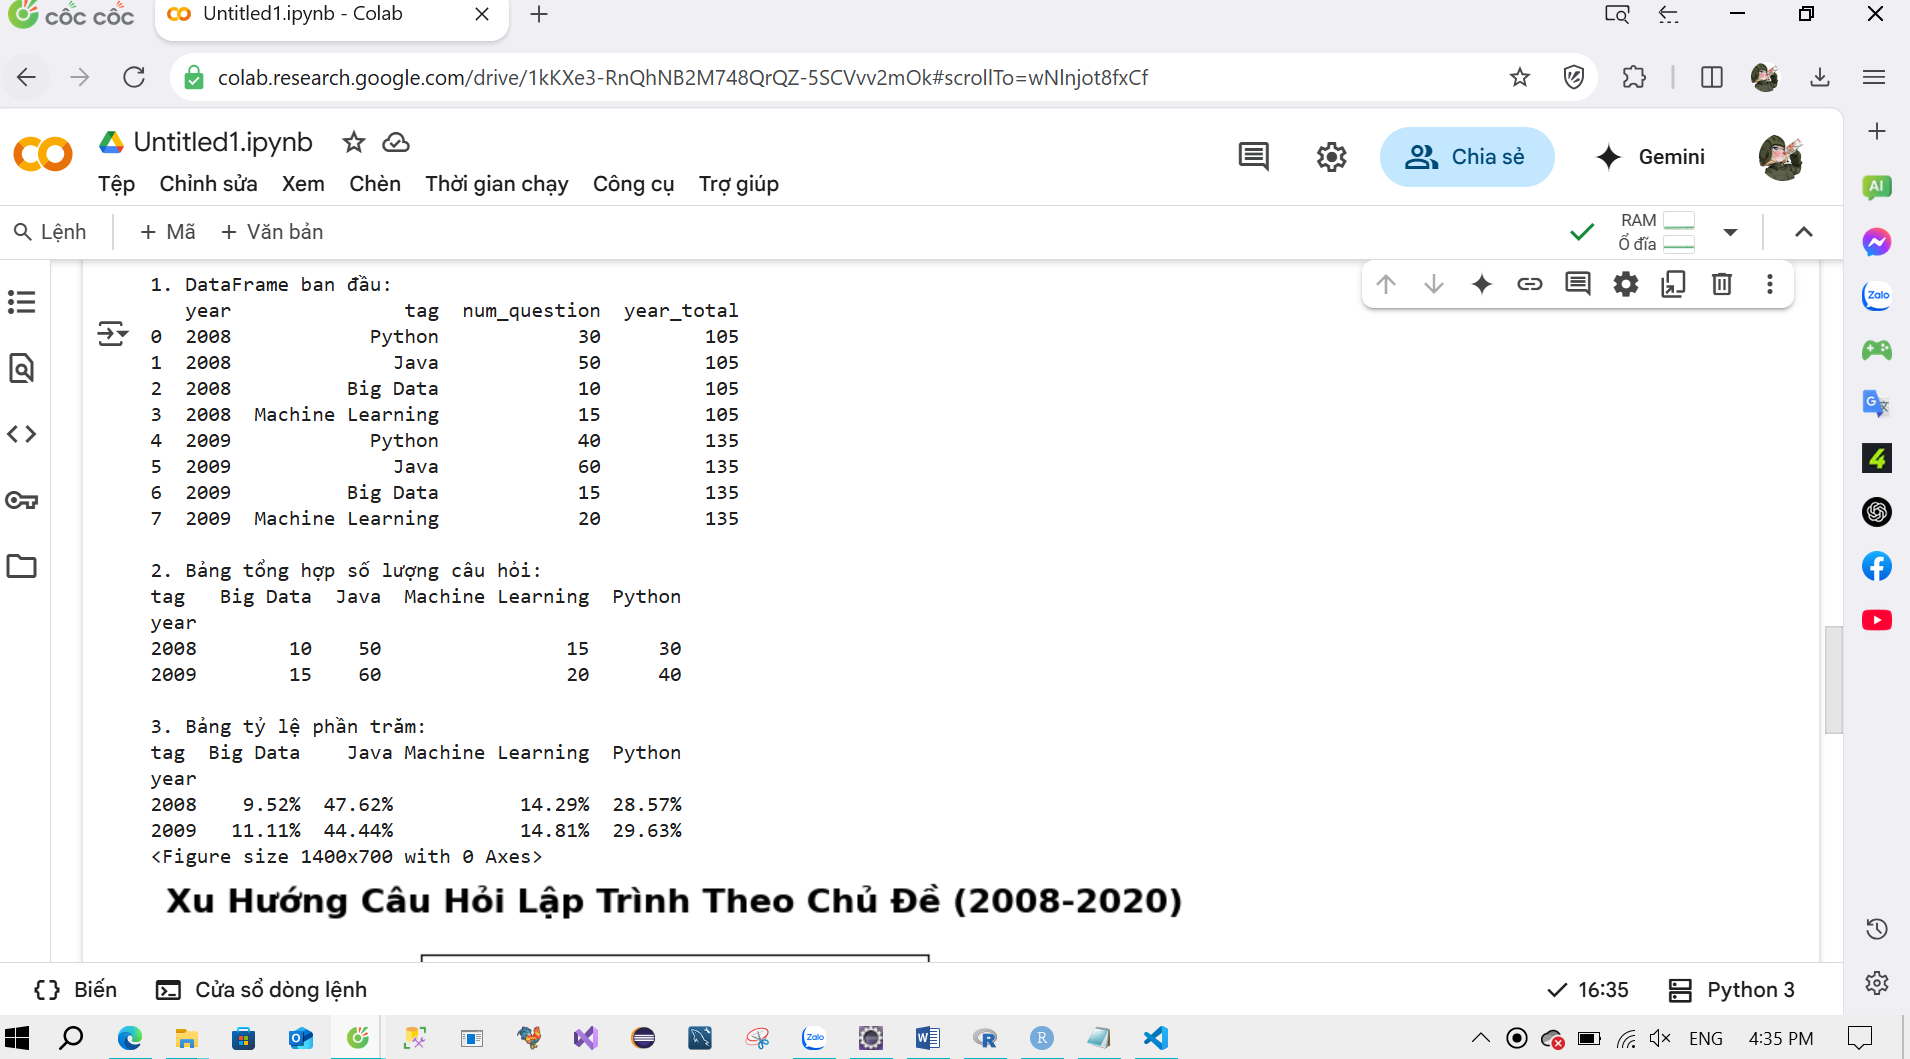 cốc cốc
Untitled1.ipynb - Colab
colab.research.google.com/drive/1kKXe3-RnQhNB2M748QrQZ-5SCVvv2mOk#scrollTo=wNlnjot8fxCf
Untitled1.ipynb
Chia sẻ
Gemini
Tệp Chỉnh sửa Xem Chèn Thời gian chạy Công cụ Trợ giúp
Lệnh + Mã + Văn bản
RAM
Ổ đĩa
1. DataFrame ban đầu:
year tag num_question year_total
0 2008 Python 30 105
1 2008 Java 50 105
2 2008 Big Data 10 105
3 2008 Machine Learning 15 105
4 2009 Python 40 135
5 2009 Java 60 135
6 2009 Big Data 15 135
7 2009 Machine Learning 20 135
2. Bảng tổng hợp số lượng câu hỏi:
tag Big Data Java Machine Learning Python
year
2008 10 50 15 30
2009 15 60 20 40
3. Bảng tỷ lệ phần trăm:
tag Big Data Java Machine Learning Python
year
2008 9.52% 47.62% 14.29% 28.57%
2009 11.11% 44.44% 14.81% 29.63%
<Figure size 1400x700 with 0 Axes>
Xu Hướng Câu Hỏi Lập Trình Theo Chủ Đề (2008-2020)
Biến
Cửa sổ dòng lệnh
16:35
Python 3
AI
Zalo
Zalo
ENG
4:35 PM